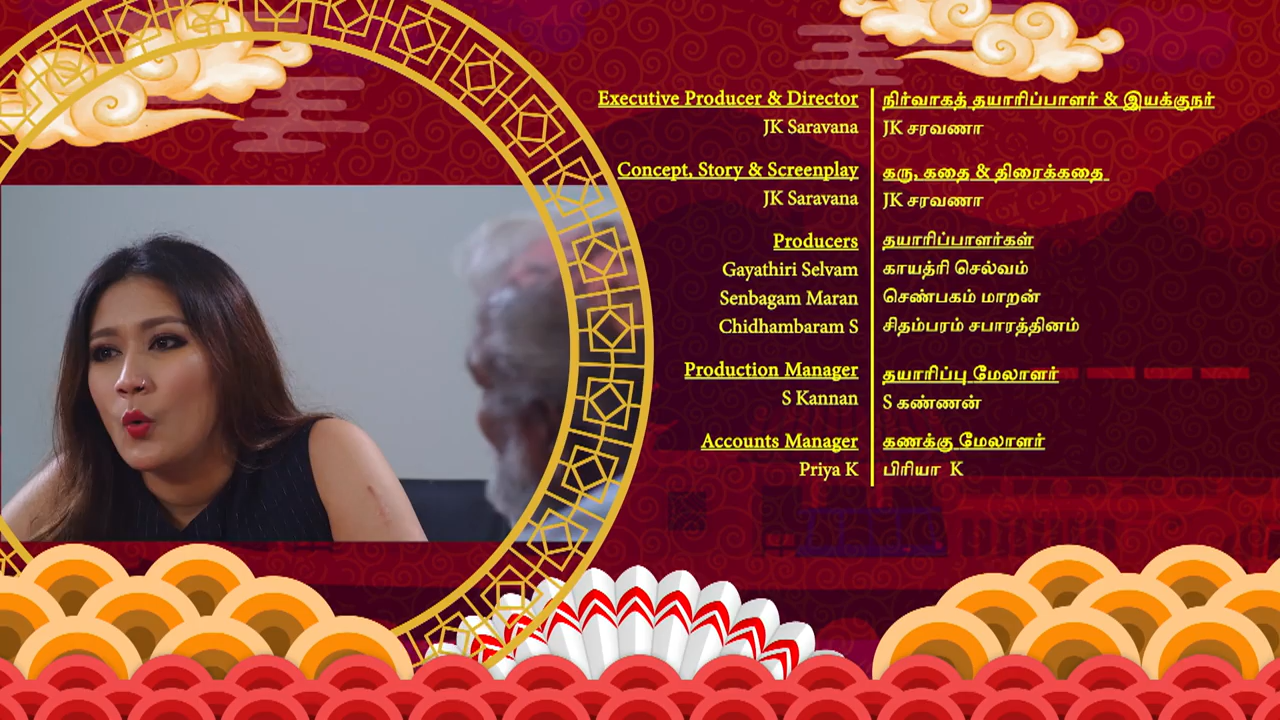 Executive Producer & Director
JK Saravana
Concept, Story & Screenplay
JK Saravana
Producers
Gayathiri Selvam
Senbagam Maran
Chidhambaram S
Production Manager
S Kannan
Accounts Manager
Priya K
நிர்வாகத் தயாரிப்பாளர் & இயக்குநர்
JK சரவணா
கரு, கதை & திரைக்கதை
JK சரவணா
தயாரிப்பாளர்கள்
காயத்ரி செல்வம்
செண்பகம் மாறன்
சிதம்பரம் சபாரத்தினம்
தயாரிப்பு மேலாளர்
S கண்ணன்
கணக்கு மேலாளர்
பிரியா K